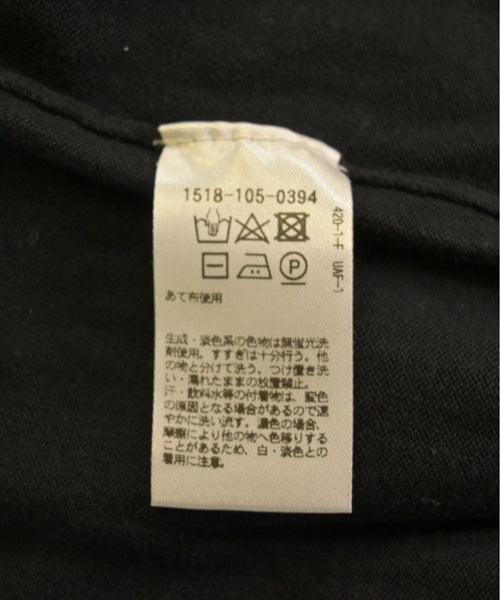 1518-105-0394
420-1-F UAF-1
P
あて布使用
生成・淡色系の色物は無蛍光洗
剤使用。すすぎは十分行う。他
の物と分けて洗う。つけ置き洗
い・濡れたままの放置禁止。
汗・飲料水等の付着物は、変色
の原因となる場合があるので速
やかに洗い流す。濃色の場合、
摩擦により他の物へ色移りする
ことがあるため、白・淡色との
着用に注意。